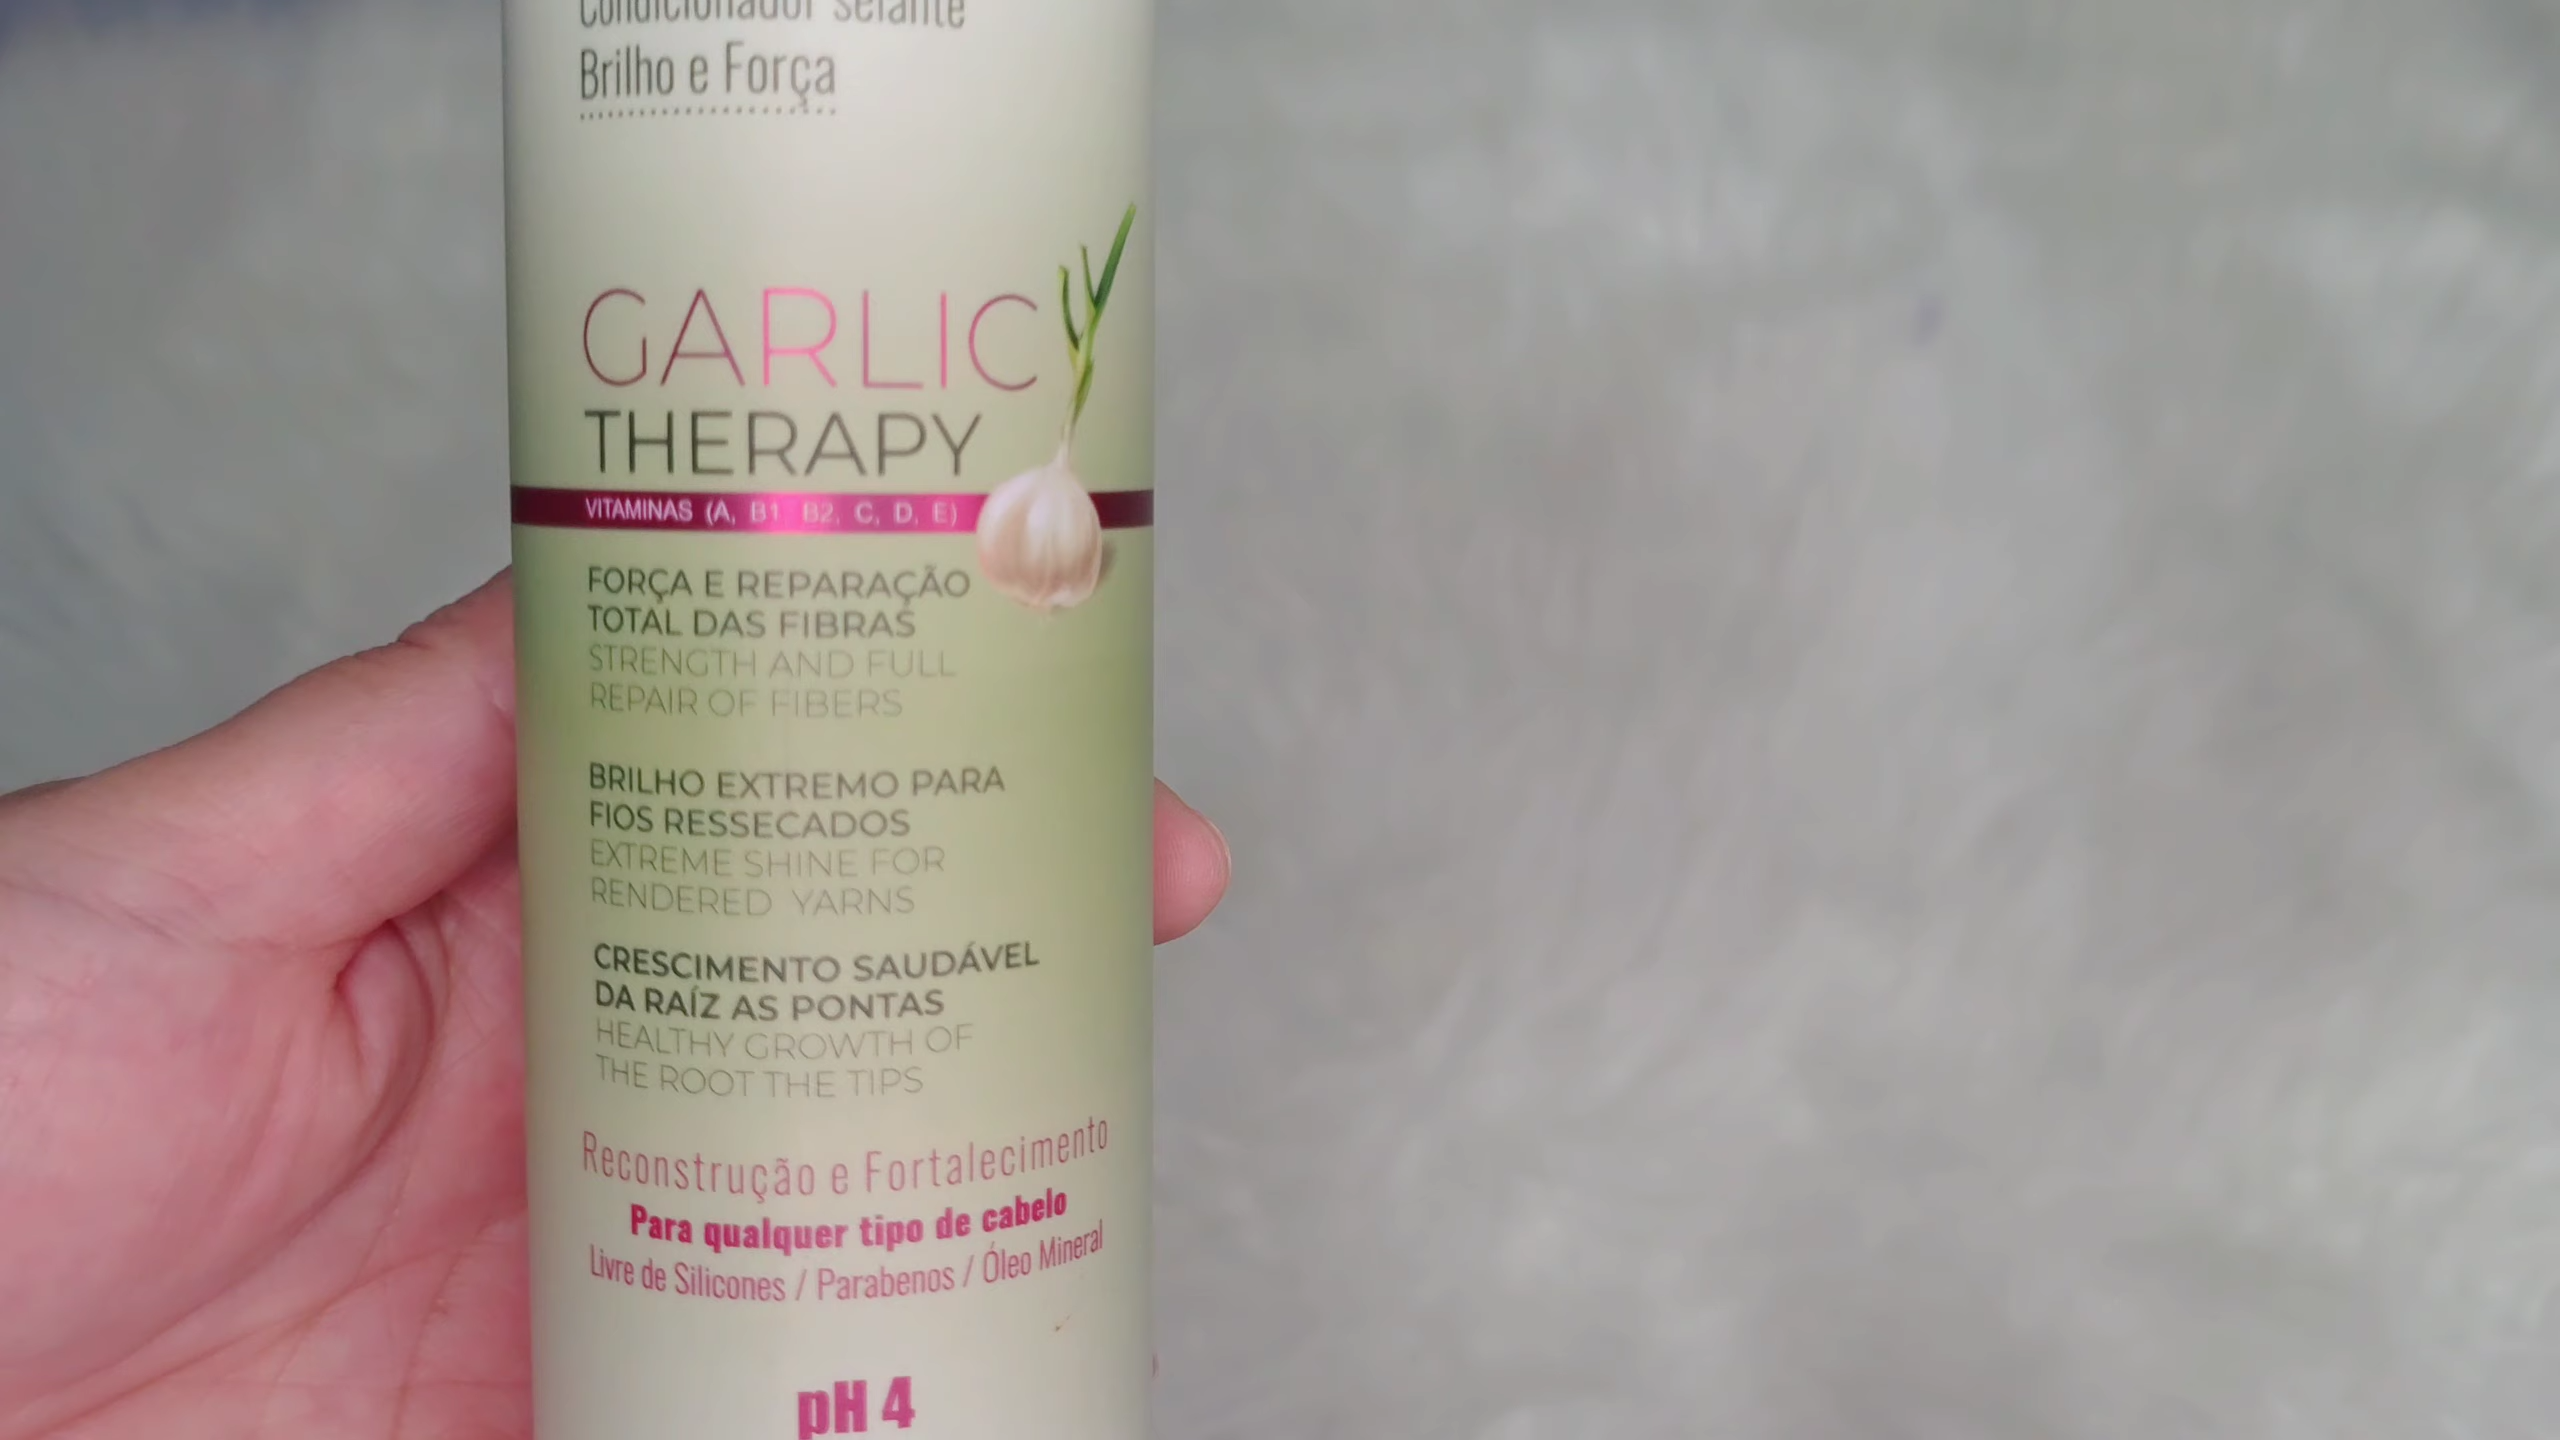 Condicionador selante
Brilho e Força
GARLIC
THERAPY
VITAMINAS (A, B1, B2, C, D, E)
FORÇA E REPARAÇÃO
TOTAL DAS FIBRAS
STRENGTH AND FULL
REPAIR OF FIBERS
BRILHO EXTREMO PARA
FIOS RESSECADOS
EXTREME SHINE FOR
RENDERED YARNS
CRESCIMENTO SAUDÁVEL
DA RAÍZ AS PONTAS
HEALTHY GROWTH OF
THE ROOT THE TIPS
Reconstrução e Fortalecimento
Para qualquer tipo de cabelo
Livre de Silicones / Parabenos / Óleo Mineral
pH 4